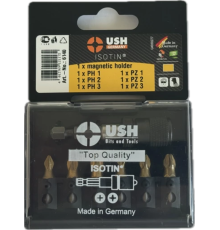 USH
GERMANY
ISOTIN®
1 x magnetic holder
1 x PH 1 1 x PZ 1
1 x PH 2 1 x PZ 2
1 x PH 3 1 x PZ 3
USH
Bits and Tools
"Top Quality"
ISOTIN®
Made in Germany